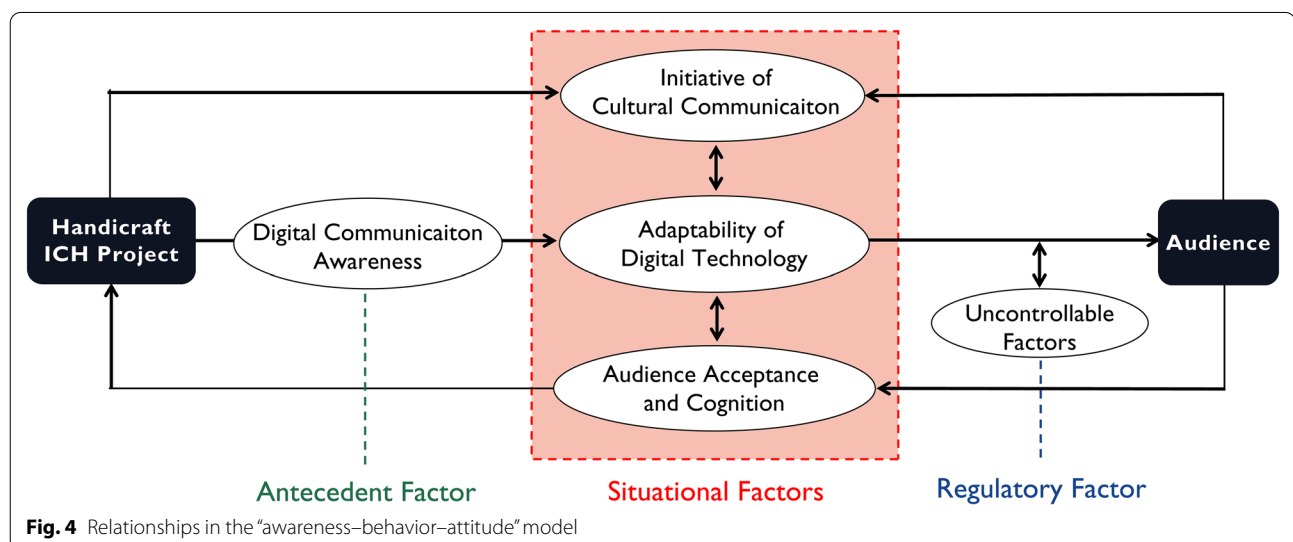 Initiative of
Cultural Communicaiton
Handicraft
ICH Project
Digital Communicaiton
Awareness
Adaptability of
Digital Technology
Audience
Uncontrollable
Factors
Audience Acceptance
and Cognition
Antecedent Factor
Situational Factors
Regulatory Factor
Fig. 4 Relationships in the “awareness–behavior–attitude” model